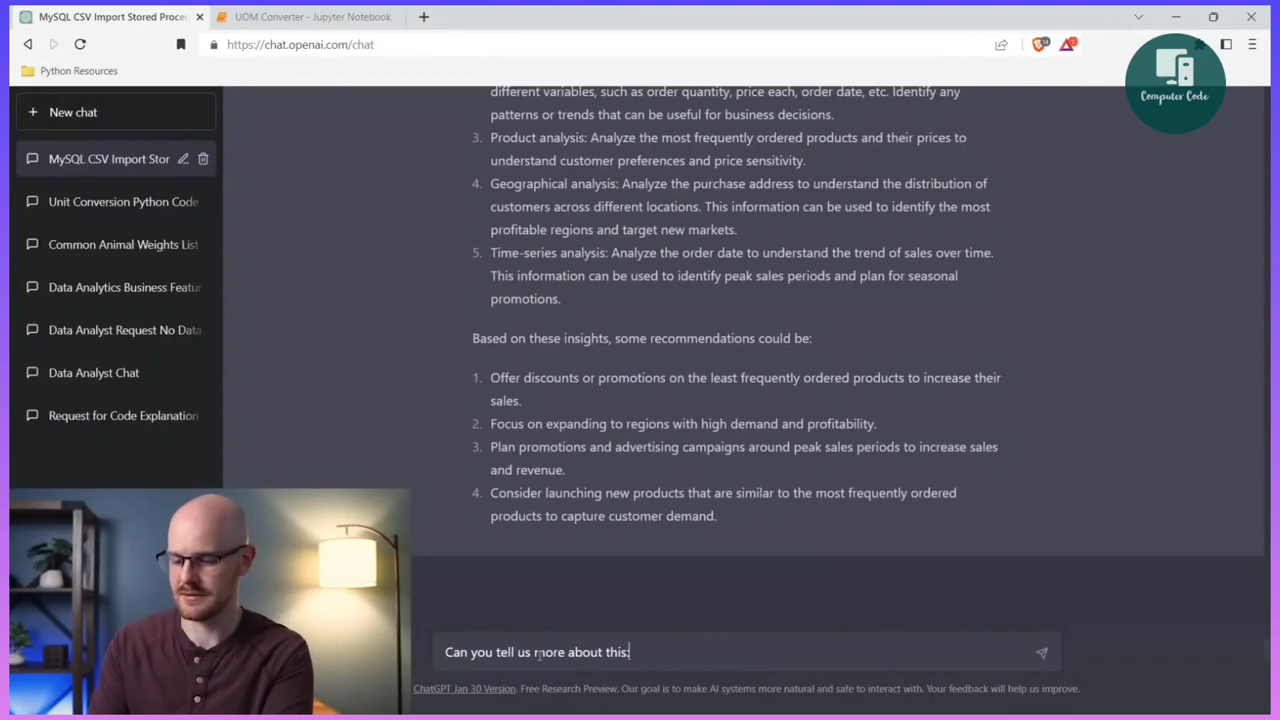 MySQL CSV Import Stored Proce
UOM Converter - Jupyter Notebook
https://chat.openai.com/chat
Python Resources
Computer Code
New chat
MySQL CSV Import Stor
Unit Conversion Python Code
Common Animal Weights List
Data Analytics Business Featu
Data Analyst Request No Data
Data Analyst Chat
Request for Code Explanation
different variables, such as order quantity, price each, order date, etc. Identify any
patterns or trends that can be useful for business decisions.
3. Product analysis: Analyze the most frequently ordered products and their prices to
understand customer preferences and price sensitivity.
4. Geographical analysis: Analyze the purchase address to understand the distribution of
customers across different locations. This information can be used to identify the most
profitable regions and target new markets.
5. Time-series analysis: Analyze the order date to understand the trend of sales over time.
This information can be used to identify peak sales periods and plan for seasonal
promotions.
Based on these insights, some recommendations could be:
1. Offer discounts or promotions on the least frequently ordered products to increase their
sales.
2. Focus on expanding to regions with high demand and profitability.
3. Plan promotions and advertising campaigns around peak sales periods to increase sales
and revenue.
4. Consider launching new products that are similar to the most frequently ordered
products to capture customer demand.
Can you tell us more about this:
ChatGPT Jan 30 Version. Free Research Preview. Our goal is to make AI systems more natural and safe to interact with. Your feedback will help us improve.